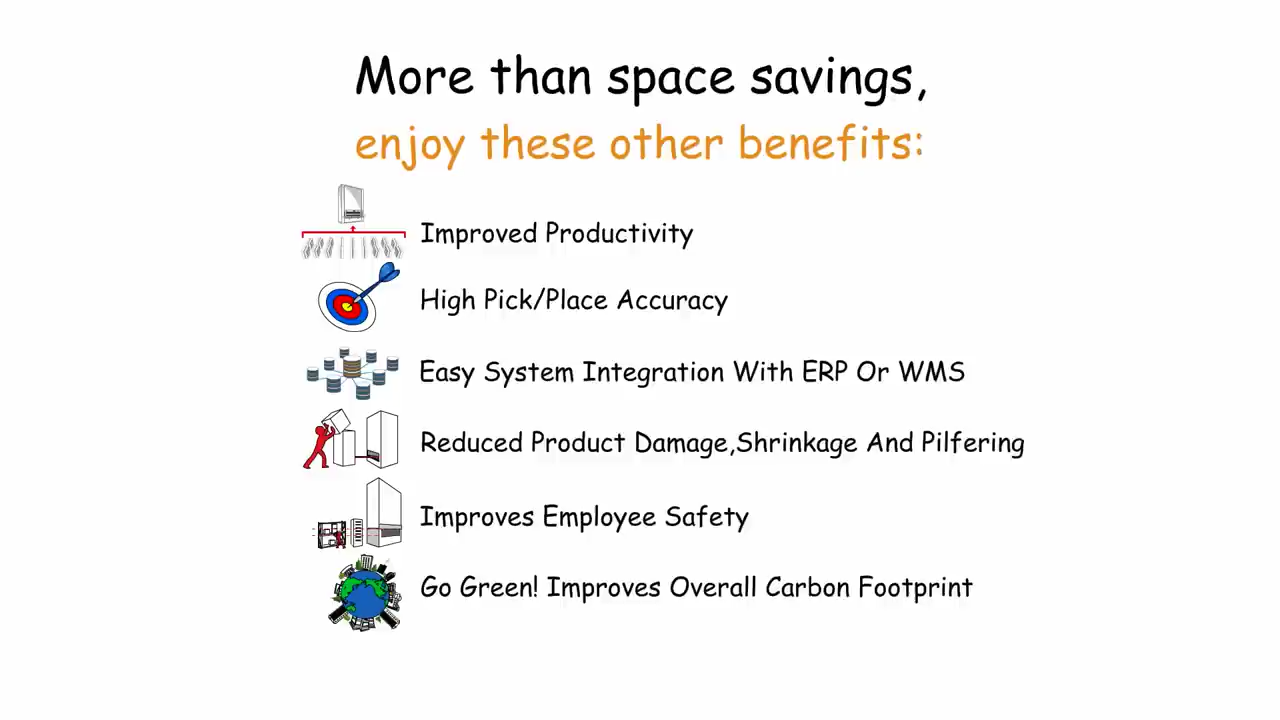 More than space savings,
enjoy these other benefits:
Improved Productivity
High Pick/Place Accuracy
Easy System Integration With ERP Or WMS
Reduced Product Damage,Shrinkage And Pilfering
Improves Employee Safety
Go Green! Improves Overall Carbon Footprint